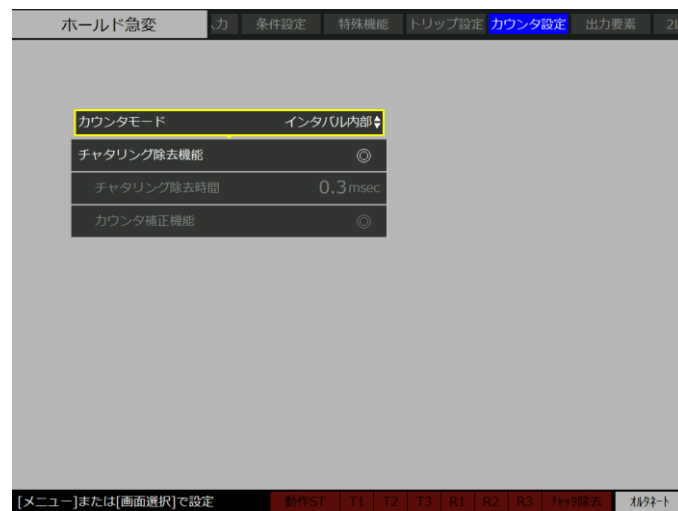 ホールド急変 入力 条件設定 特殊機能 トリップ設定 カウンタ設定 出力要素 2
カウンタモード インタバル内部
チャタリング除去機能 ◎
チャタリング除去時間 0.3msec
カウンタ補正機能 ◎
[メニュー]または[画面選択]で設定 動作ST T1 T2 T3 R1 R2 R3 ﾁｬﾀ除去 ｵﾙﾀﾈｰﾄ